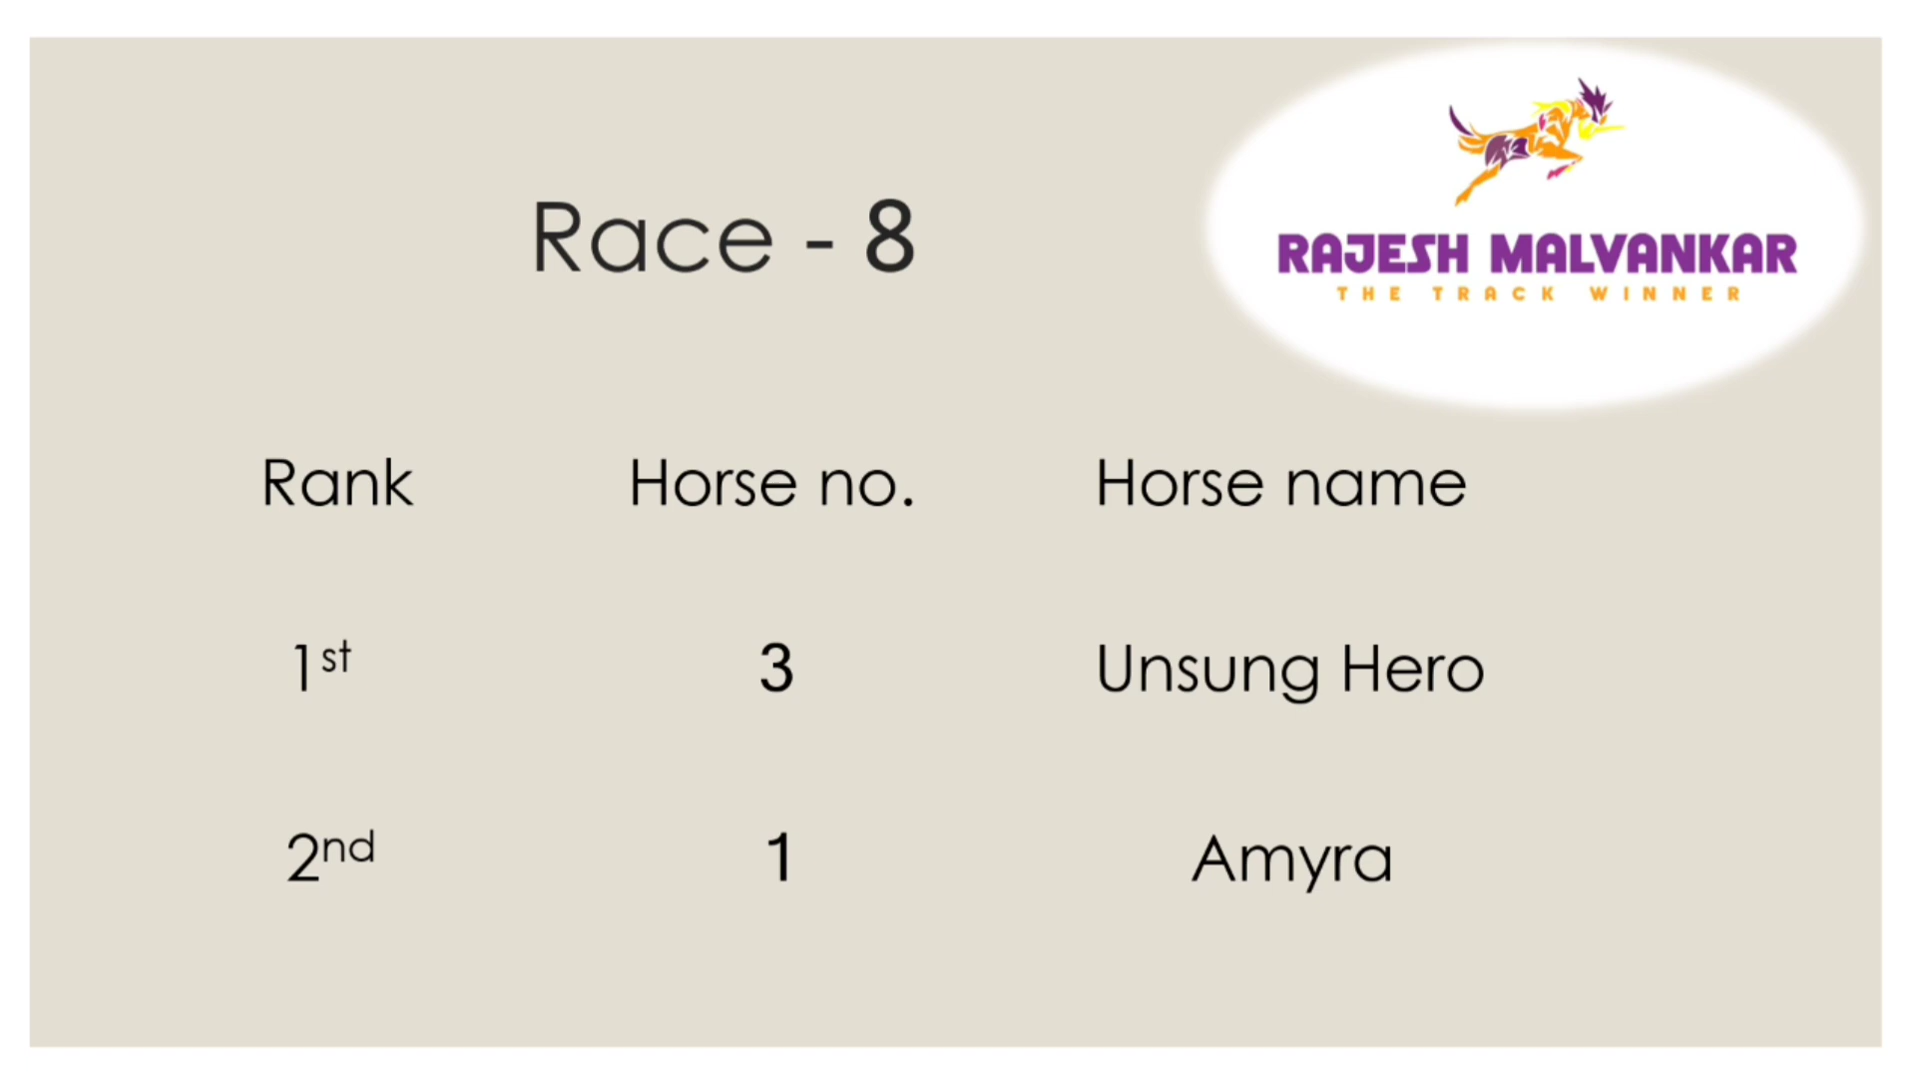 Race - 8
RAJESH MALVANKAR
THE TRACK WINNER
Rank Horse no. Horse name
1st 3 Unsung Hero
2nd 1 Amyra